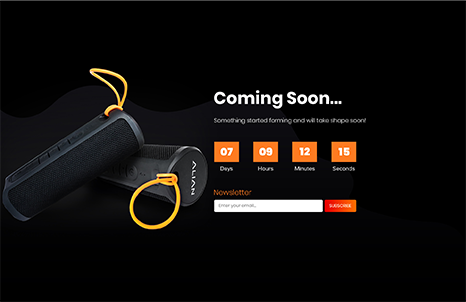 Coming Soon...
Something started forming and will take shape soon!
07 09 12 15
Days Hours Minutes Seconds
ALIAN
Newsletter
Enter your email...
SUBSCRIBE